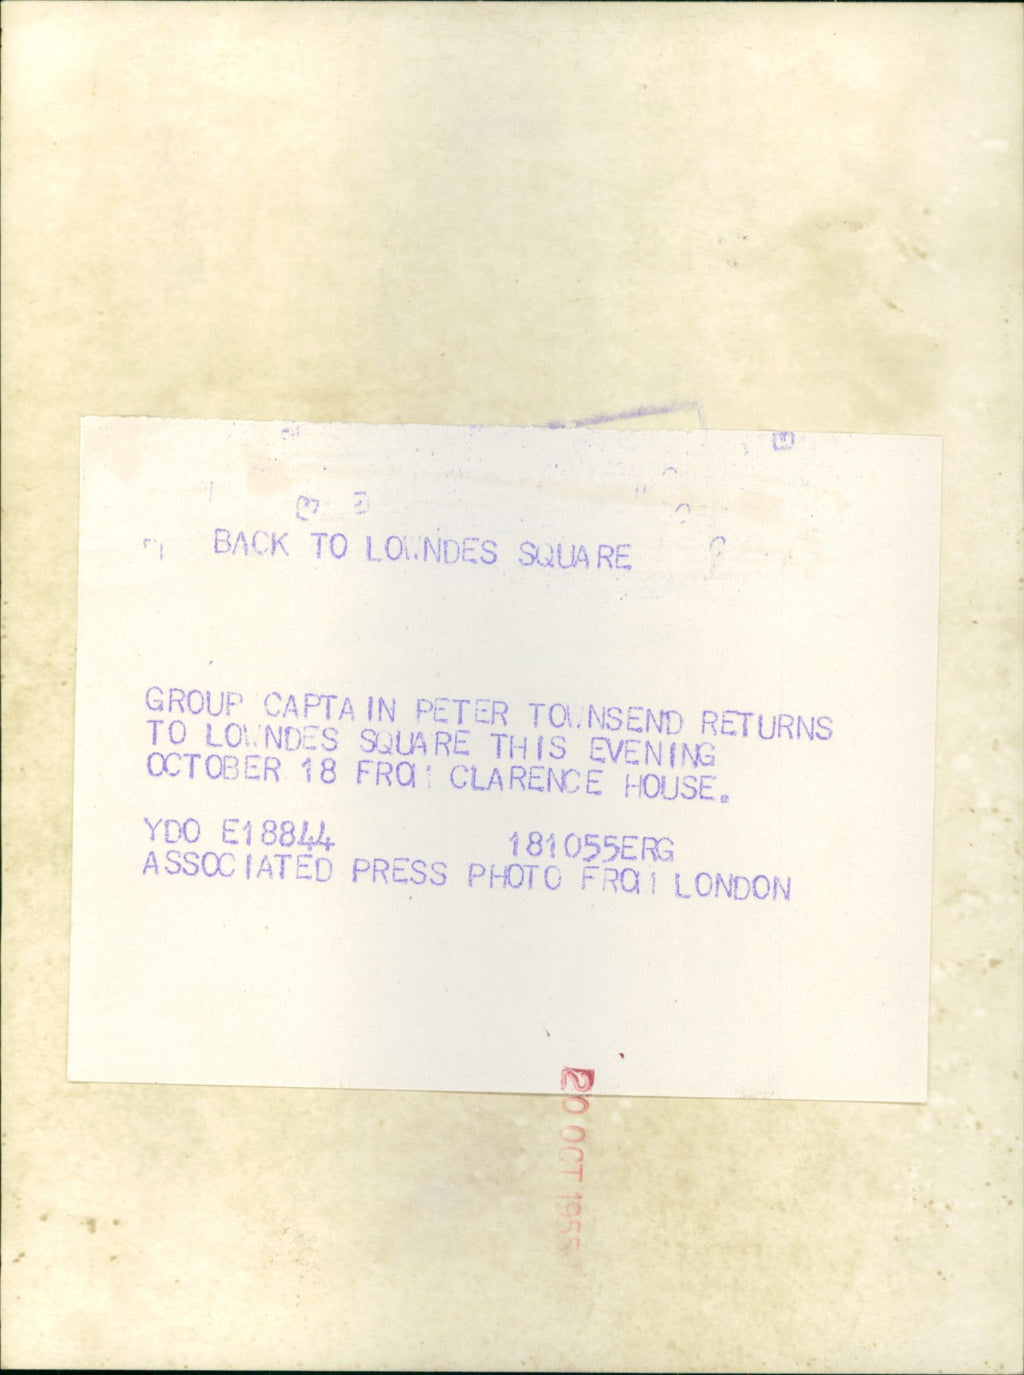 BACK TO LOWNDES SQUARE
GROUP CAPTAIN PETER TOWNSEND RETURNS
TO LOWNDES SQUARE THIS EVENING
OCTOBER 18 FROM CLARENCE HOUSE.
YDO E18844 181055ERG
ASSOCIATED PRESS PHOTO FROM LONDON
20 OCT 1955